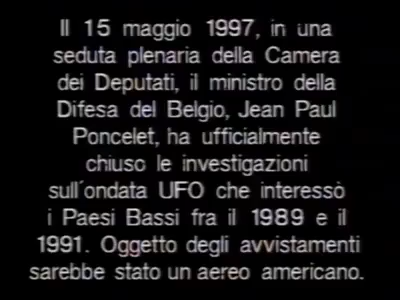 Il 15 maggio 1997, in una
seduta plenaria della Camera
dei Deputati, il ministro della
Difesa del Belgio, Jean Paul
Poncelet, ha ufficialmente
chiuso le investigazioni
sull´ondata UFO che interessò
i Paesi Bassi fra il 1989 e il
1991. Oggetto degli avvistamenti
sarebbe stato un aereo americano.